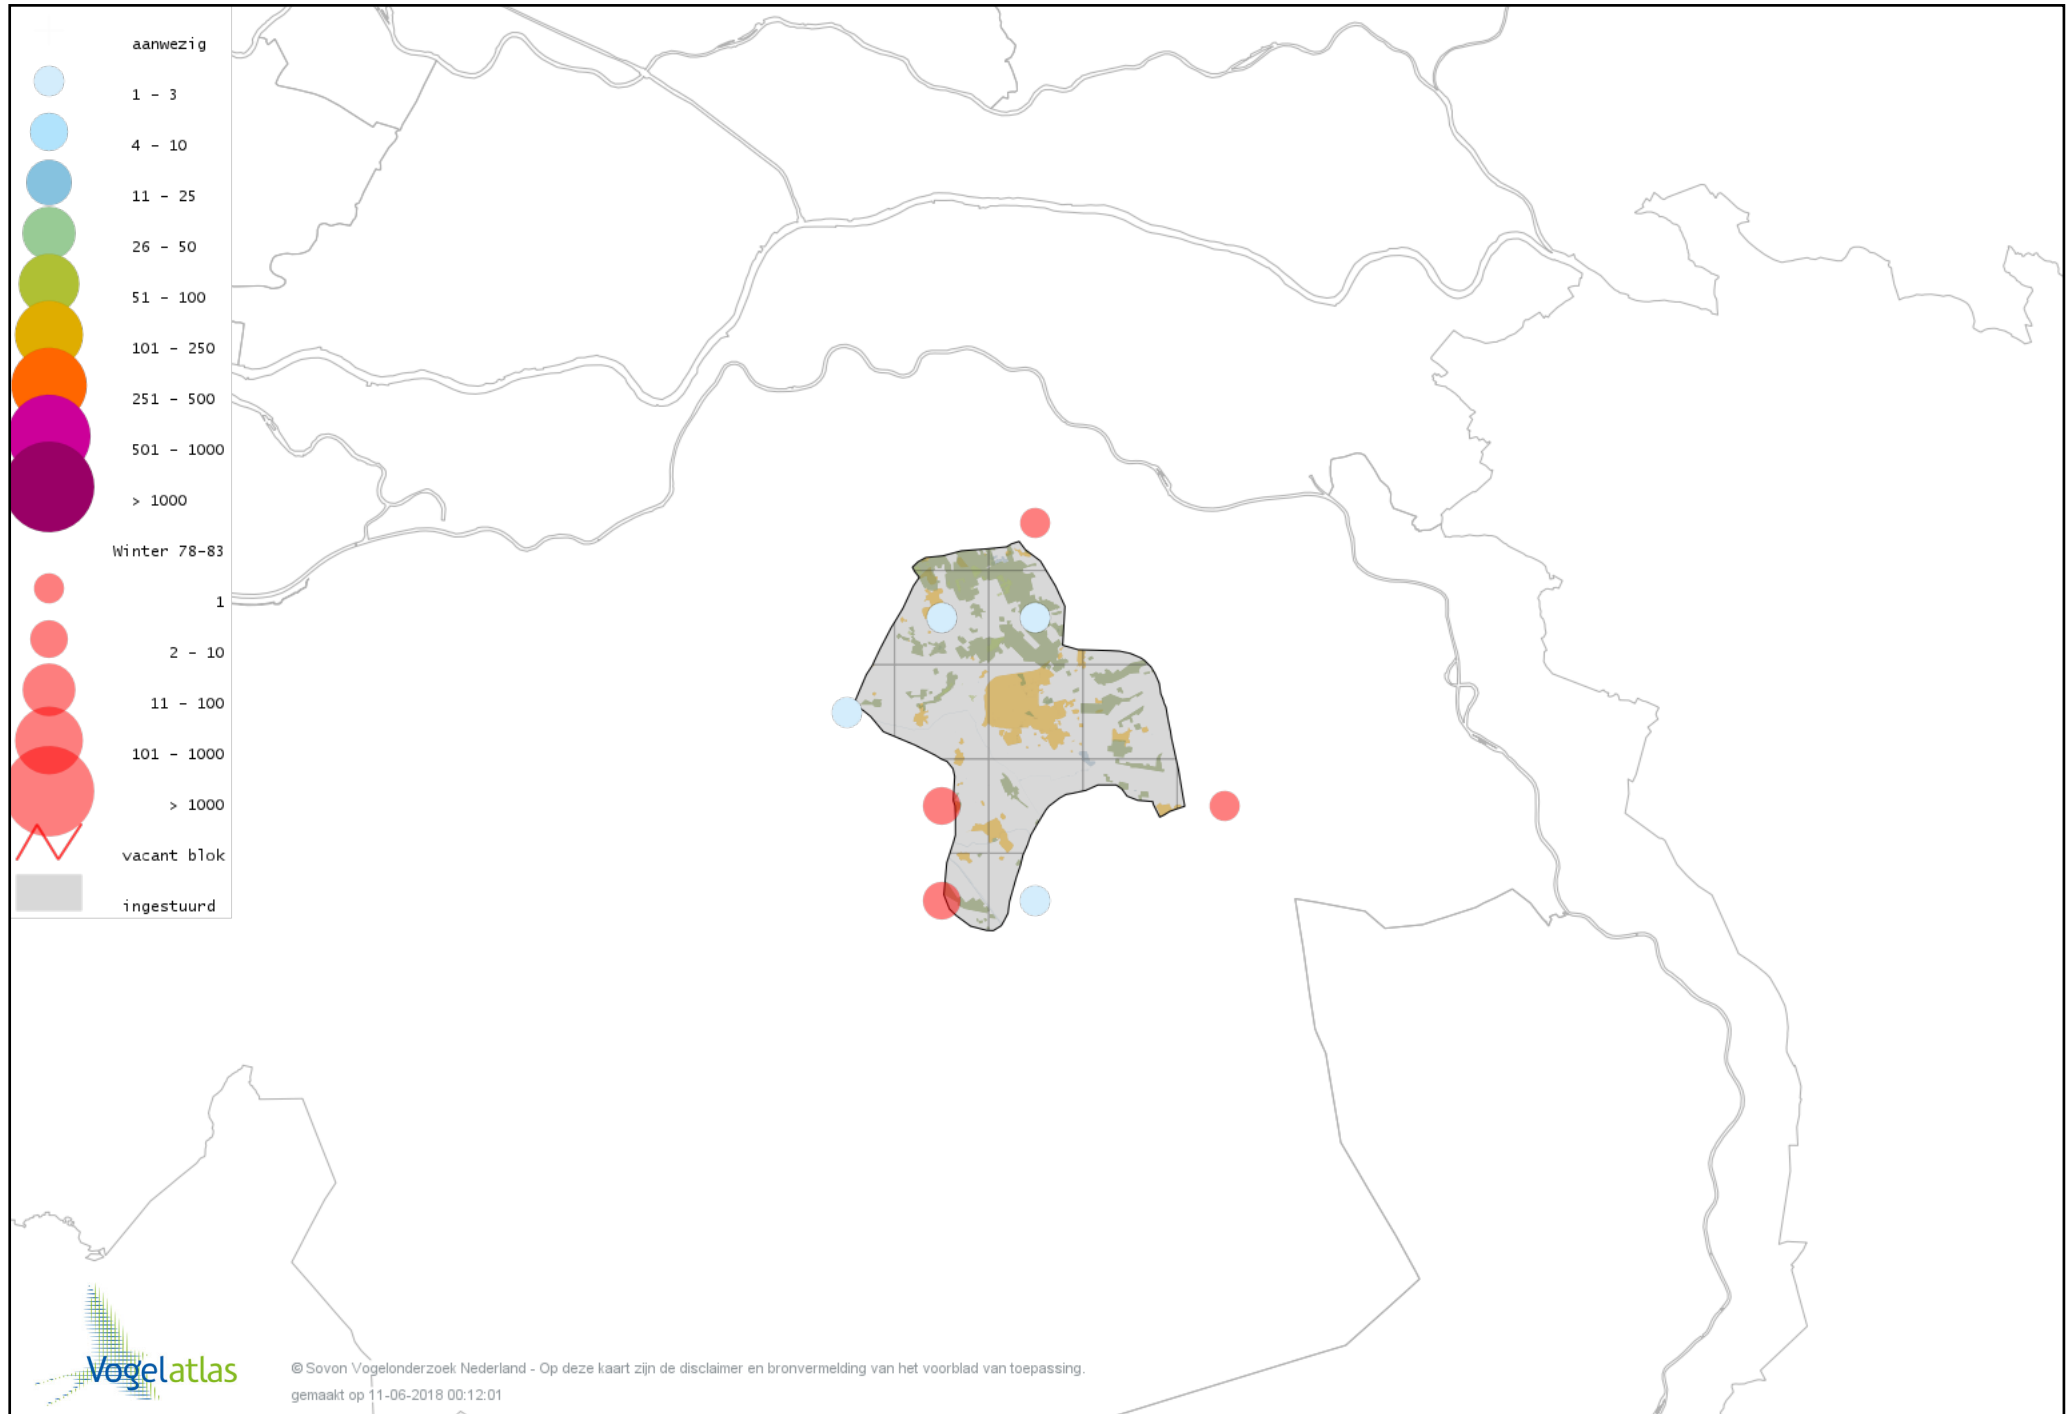 aanwezig
1 - 3
4 - 10
11 - 25
26 - 50
51 - 100
101 - 250
251 - 500
501 - 1000
> 1000
Winter 78-83
1
2 - 10
11 - 100
101 - 1000
> 1000
vacant blok
ingestuurd
Vogelatlas
© Sovon Vogelonderzoek Nederland - Op deze kaart zijn de disclaimer en bronvermelding van het voorblad van toepassing.
gemaakt op 11-06-2018 00:12:01